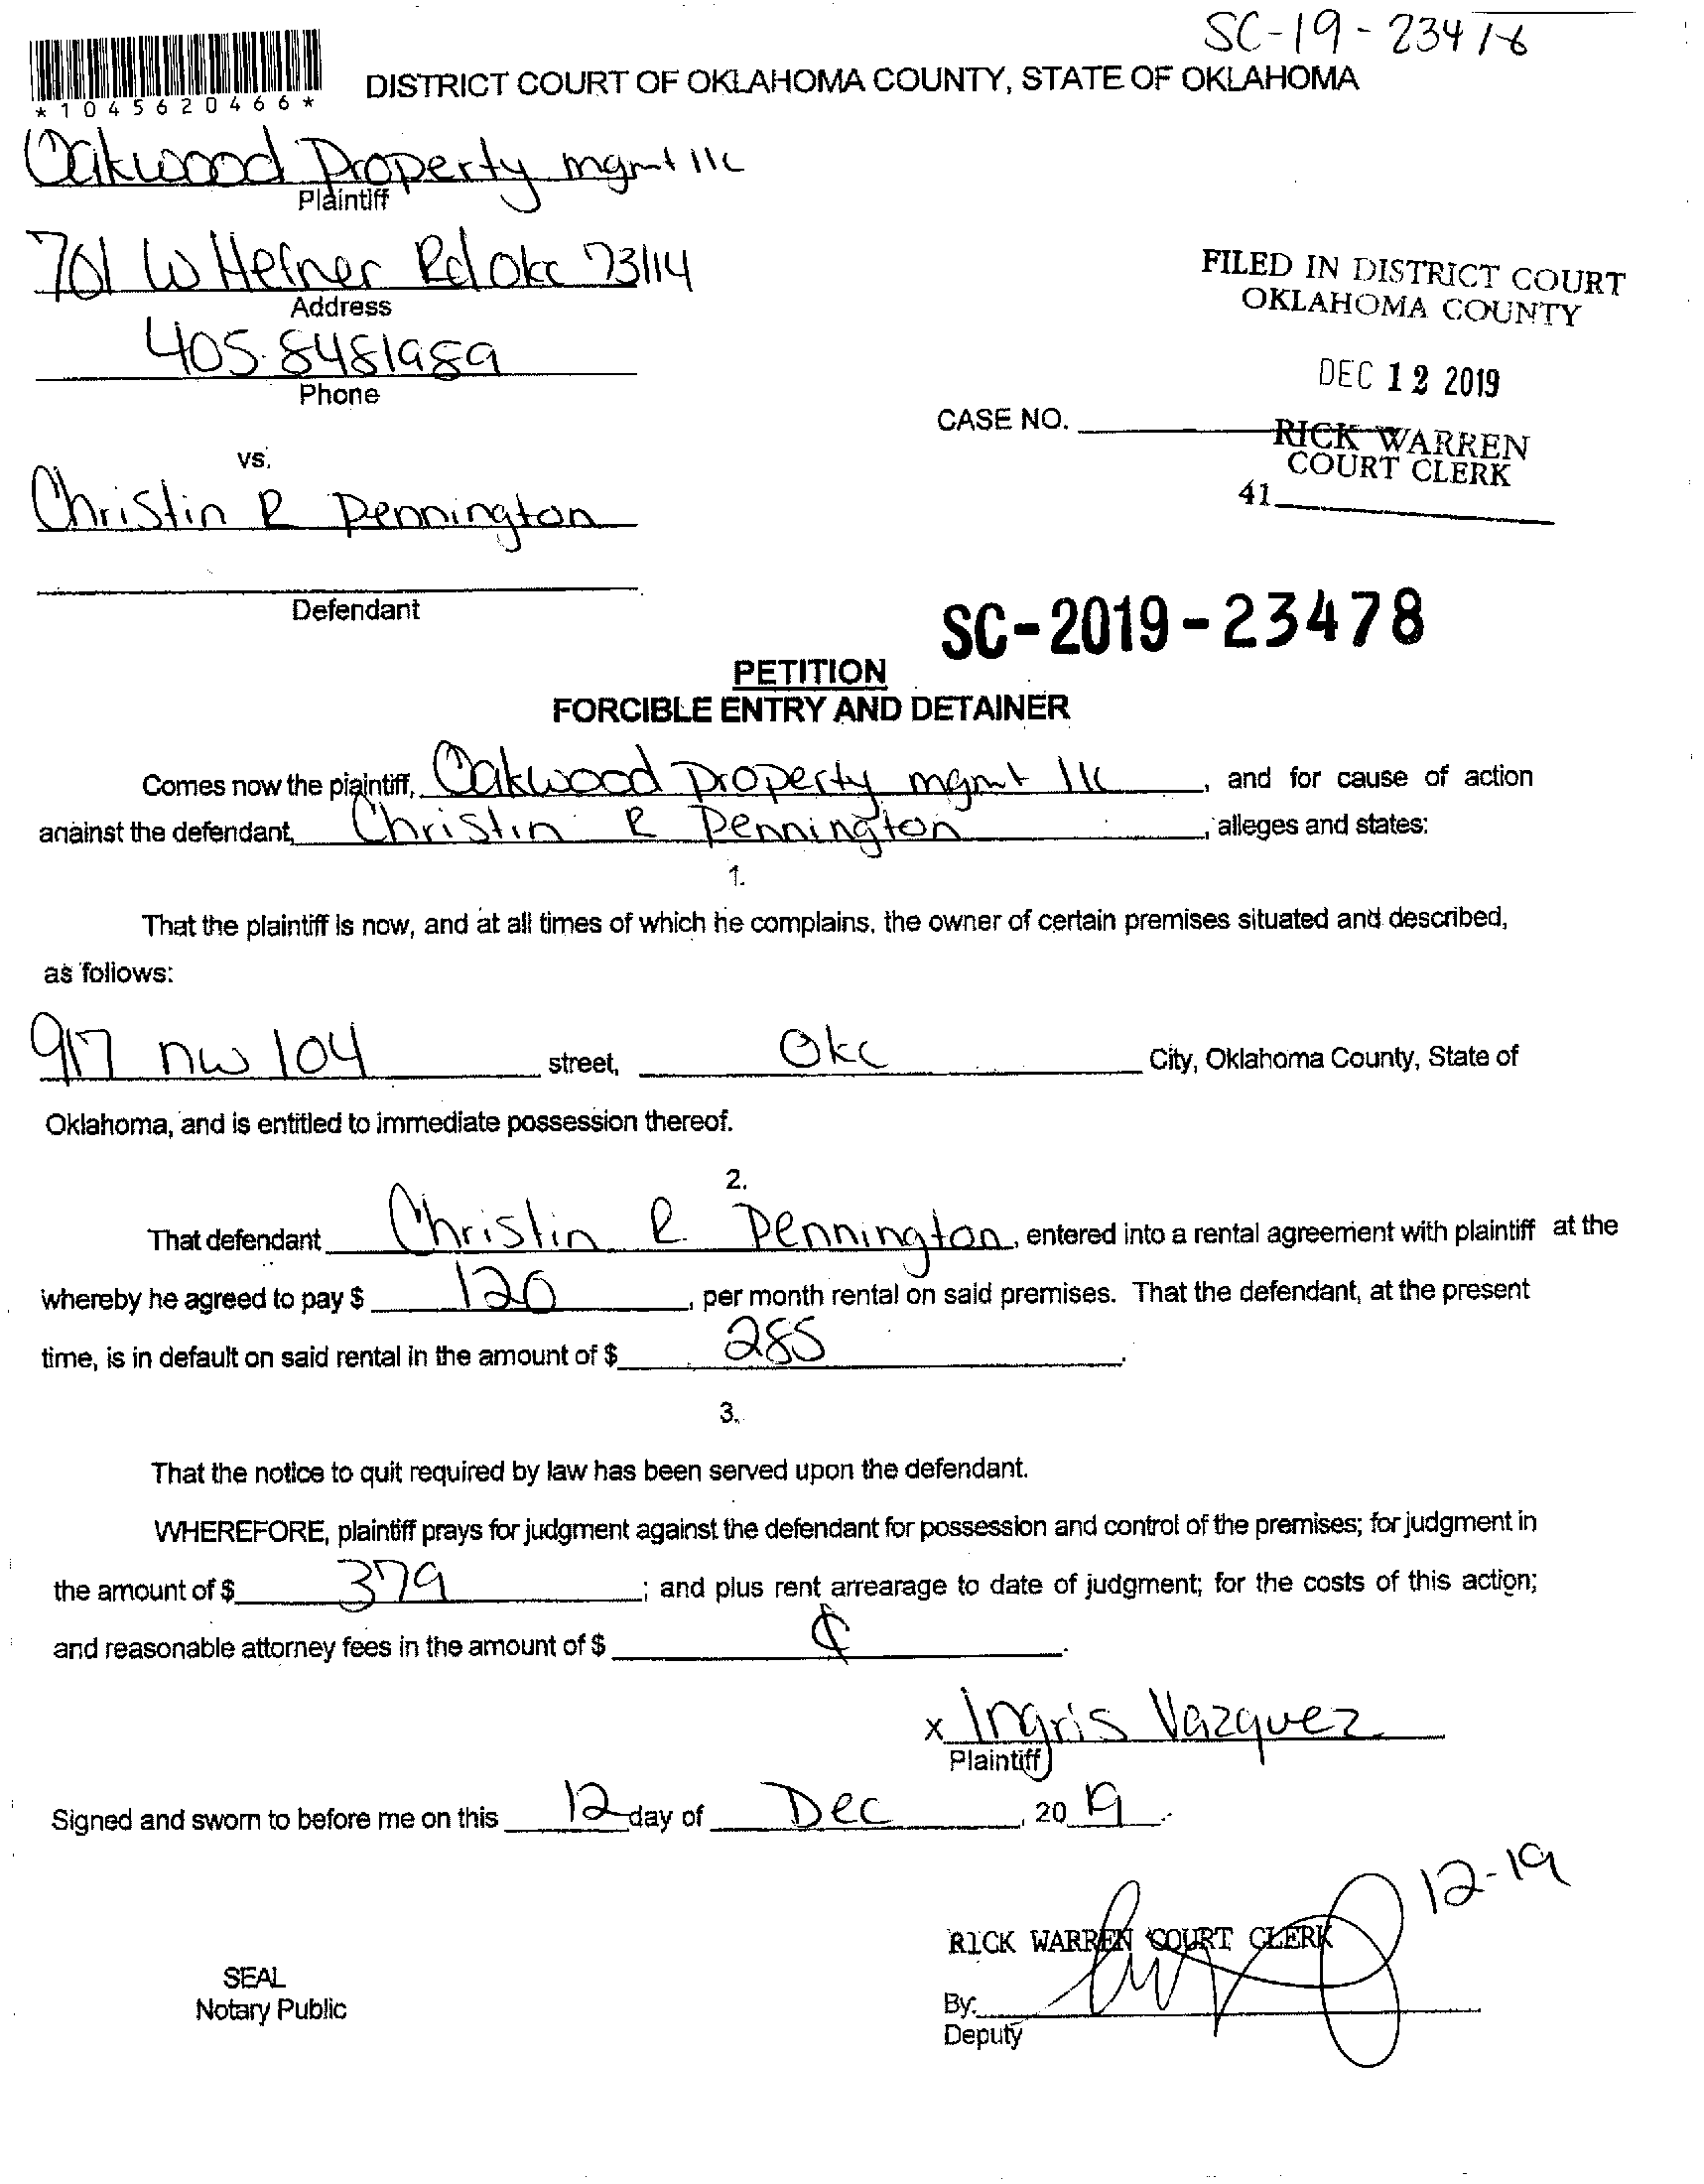 SC-19-23478
*1045620466*
DISTRICT COURT OF OKLAHOMA COUNTY, STATE OF OKLAHOMA
Oakwood Property mgmt llc
Plaintiff
701 W Hefner Rd Okc 73114
Address
405.8481989
Phone
FILED IN DISTRICT COURT
OKLAHOMA COUNTY
DEC 12 2019
CASE NO.
RICK WARREN
COURT CLERK
41
vs.
Christin R Pennington
Defendant
SC-2019-23478
PETITION
FORCIBLE ENTRY AND DETAINER
Comes now the plaintiff, Oakwood Property mgmt llc, and for cause of action
against the defendant, Christin R Pennington, alleges and states:
1.
That the plaintiff is now, and at all times of which he complains, the owner of certain premises situated and described,
as follows:
917 nw 104 street, Okc City, Oklahoma County, State of
Oklahoma, and is entitled to immediate possession thereof.
2.
That defendant Christin R Pennington, entered into a rental agreement with plaintiff at the
whereby he agreed to pay $ 120, per month rental on said premises. That the defendant, at the present
time, is in default on said rental in the amount of $ 285.
3.
That the notice to quit required by law has been served upon the defendant.
WHEREFORE, plaintiff prays for judgment against the defendant for possession and control of the premises; for judgment in
the amount of $ 379; and plus rent arrearage to date of judgment; for the costs of this action;
and reasonable attorney fees in the amount of $ .
x Ingris Vazquez
Plaintiff
Signed and sworn to before me on this 12 day of Dec, 20 19.
12-19
RICK WARREN COURT CLERK
SEAL
Notary Public
By:
Deputy